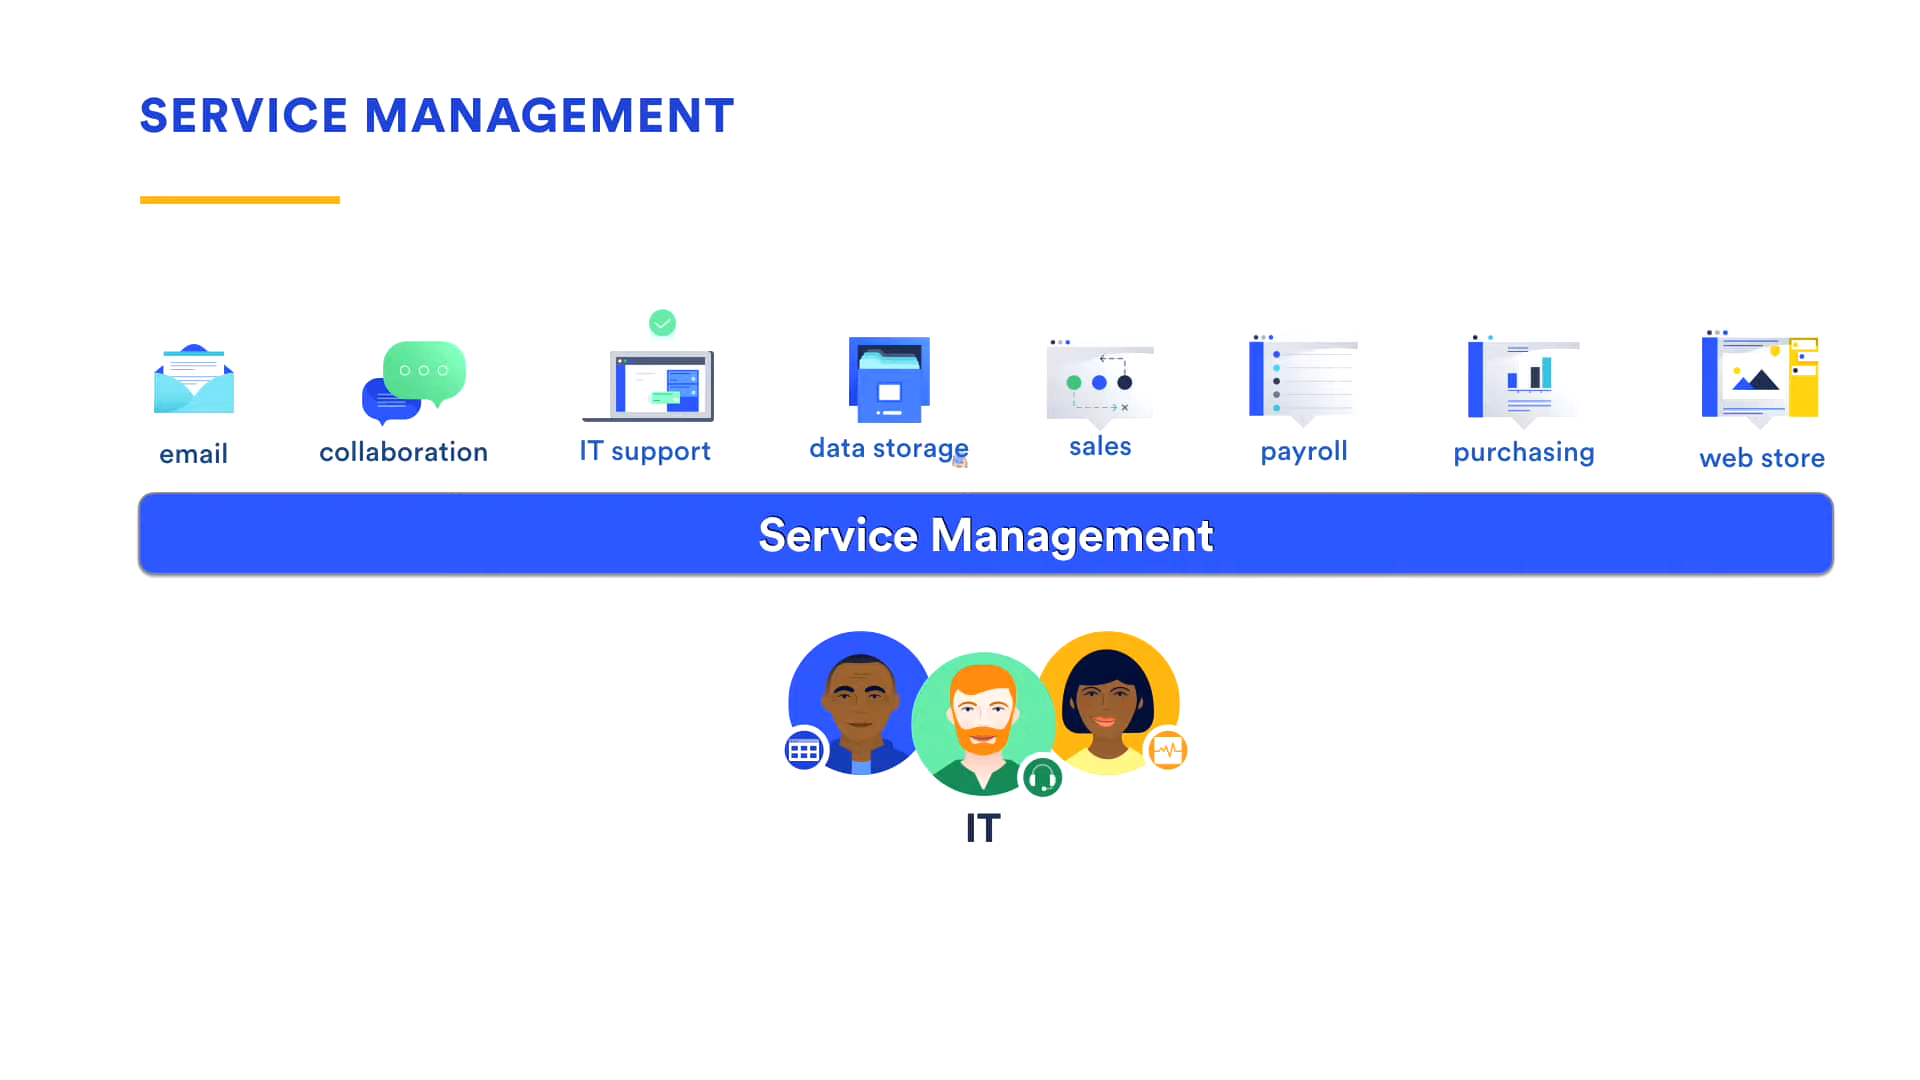 SERVICE MANAGEMENT
email
collaboration
IT support
data storage
sales
payroll
purchasing
web store
Service Management
IT